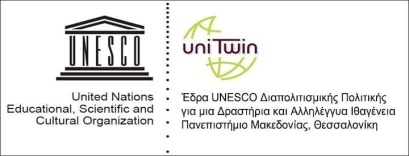 UNESCO
United Nations
Educational, Scientific and
Cultural Organization
uniTwin
Έδρα UNESCO Διαπολιτισμικής Πολιτικής
για μια Δραστήρια και Αλληλέγγυα Ιθαγένεια
Πανεπιστήμιο Μακεδονίας, Θεσσαλονίκη